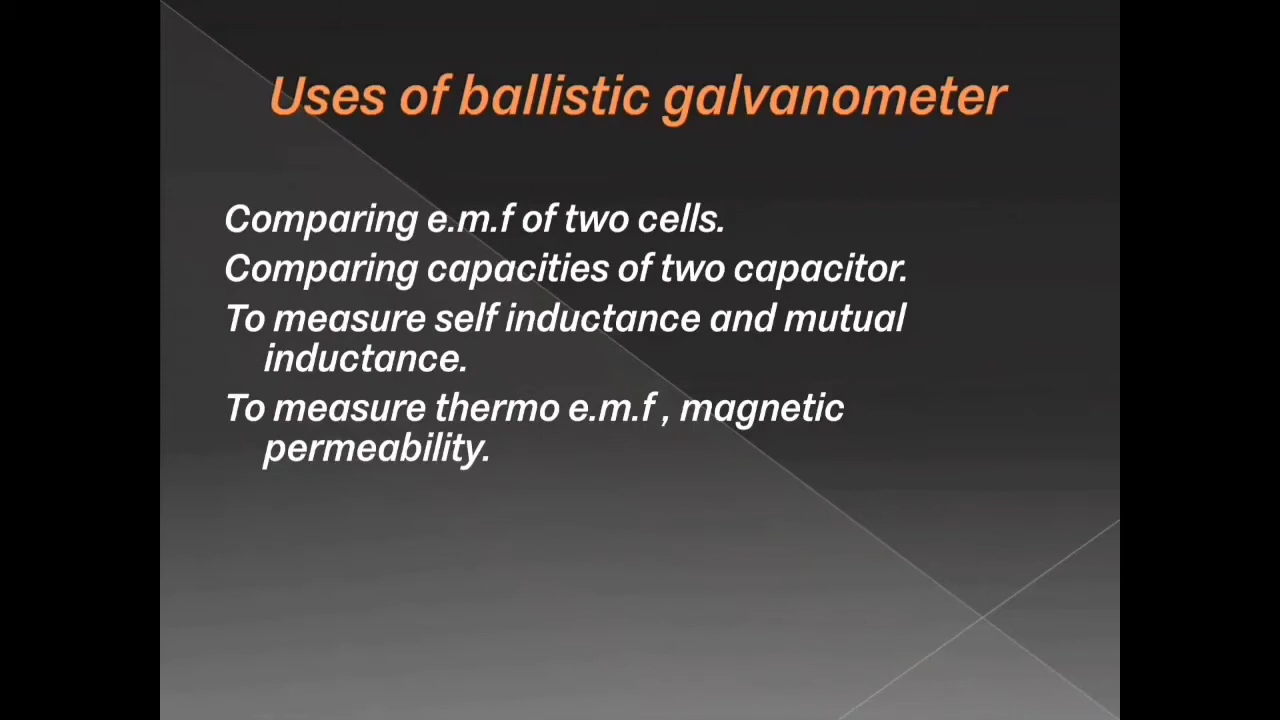 Uses of ballistic galvanometer
Comparing e.m.f of two cells.
Comparing capacities of two capacitor.
To measure self inductance and mutual
inductance.
To measure thermo e.m.f , magnetic
permeability.